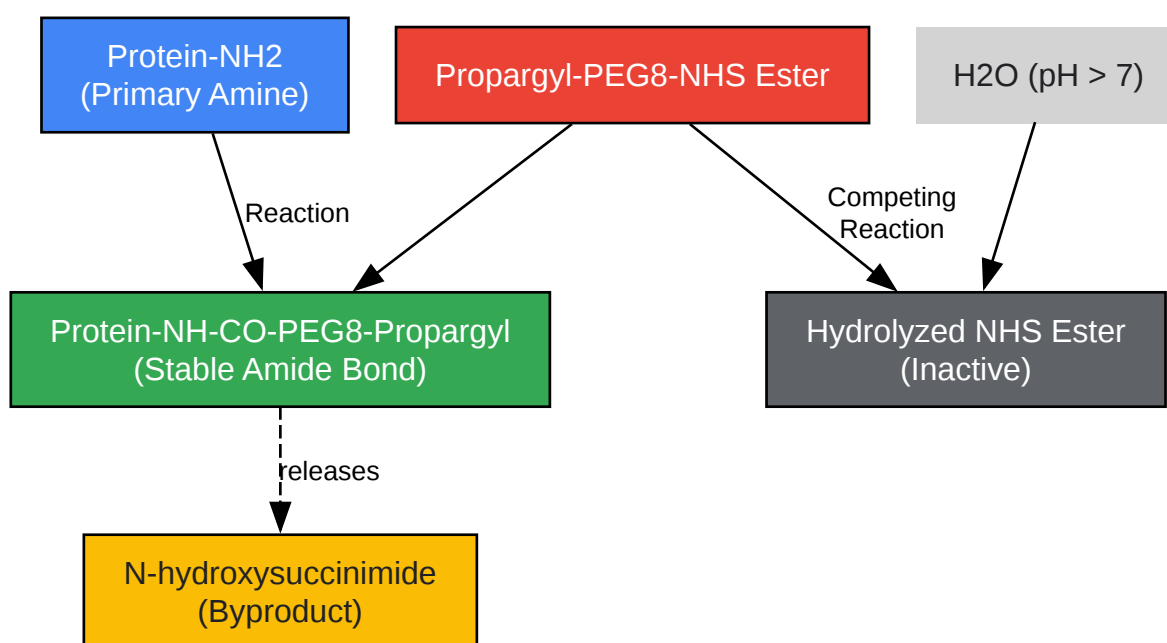 Protein-NH2
(Primary Amine)
Propargyl-PEG8-NHS Ester
H2O (pH > 7)
Reaction
Competing
Reaction
Protein-NH-CO-PEG8-Propargyl
(Stable Amide Bond)
Hydrolyzed NHS Ester
(Inactive)
releases
N-hydroxysuccinimide
(Byproduct)